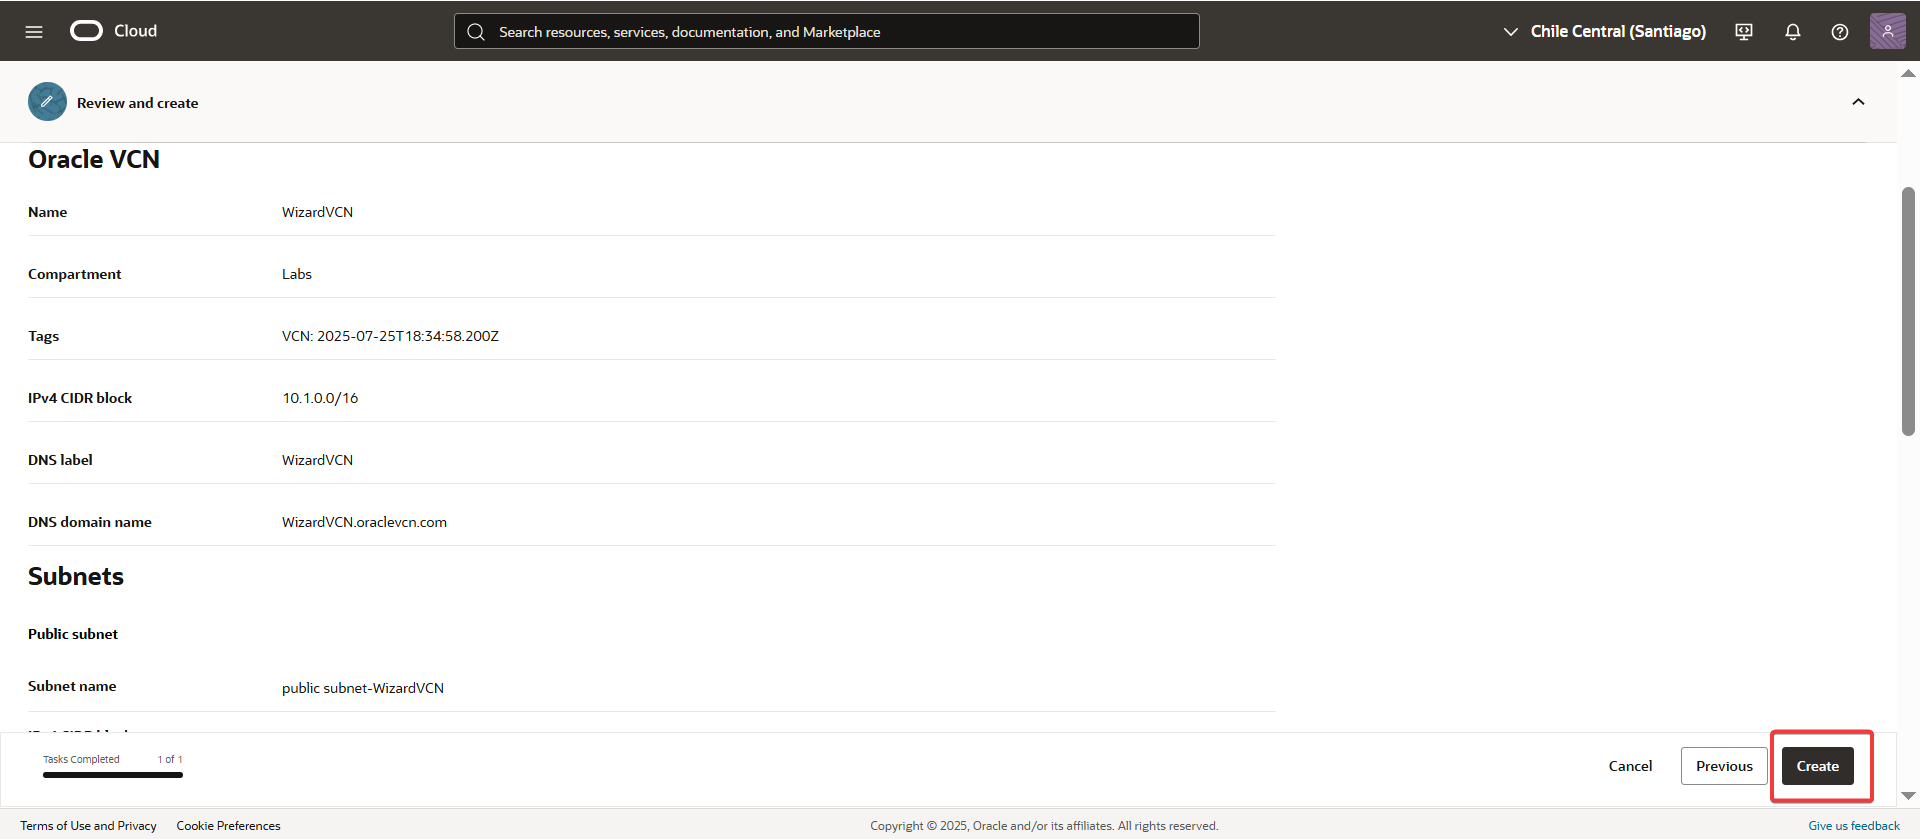 Cloud
Search resources, services, documentation, and Marketplace
Chile Central (Santiago)
Review and create
Oracle VCN
Name WizardVCN
Compartment Labs
Tags VCN: 2025-07-25T18:34:58.200Z
IPv4 CIDR block 10.1.0.0/16
DNS label WizardVCN
DNS domain name WizardVCN.oraclevcn.com
Subnets
Public subnet
Subnet name public subnet-WizardVCN
Tasks Completed 1 of 1
Cancel Previous Create
Terms of Use and Privacy Cookie Preferences Copyright © 2025, Oracle and/or its affiliates. All rights reserved. Give us feedback